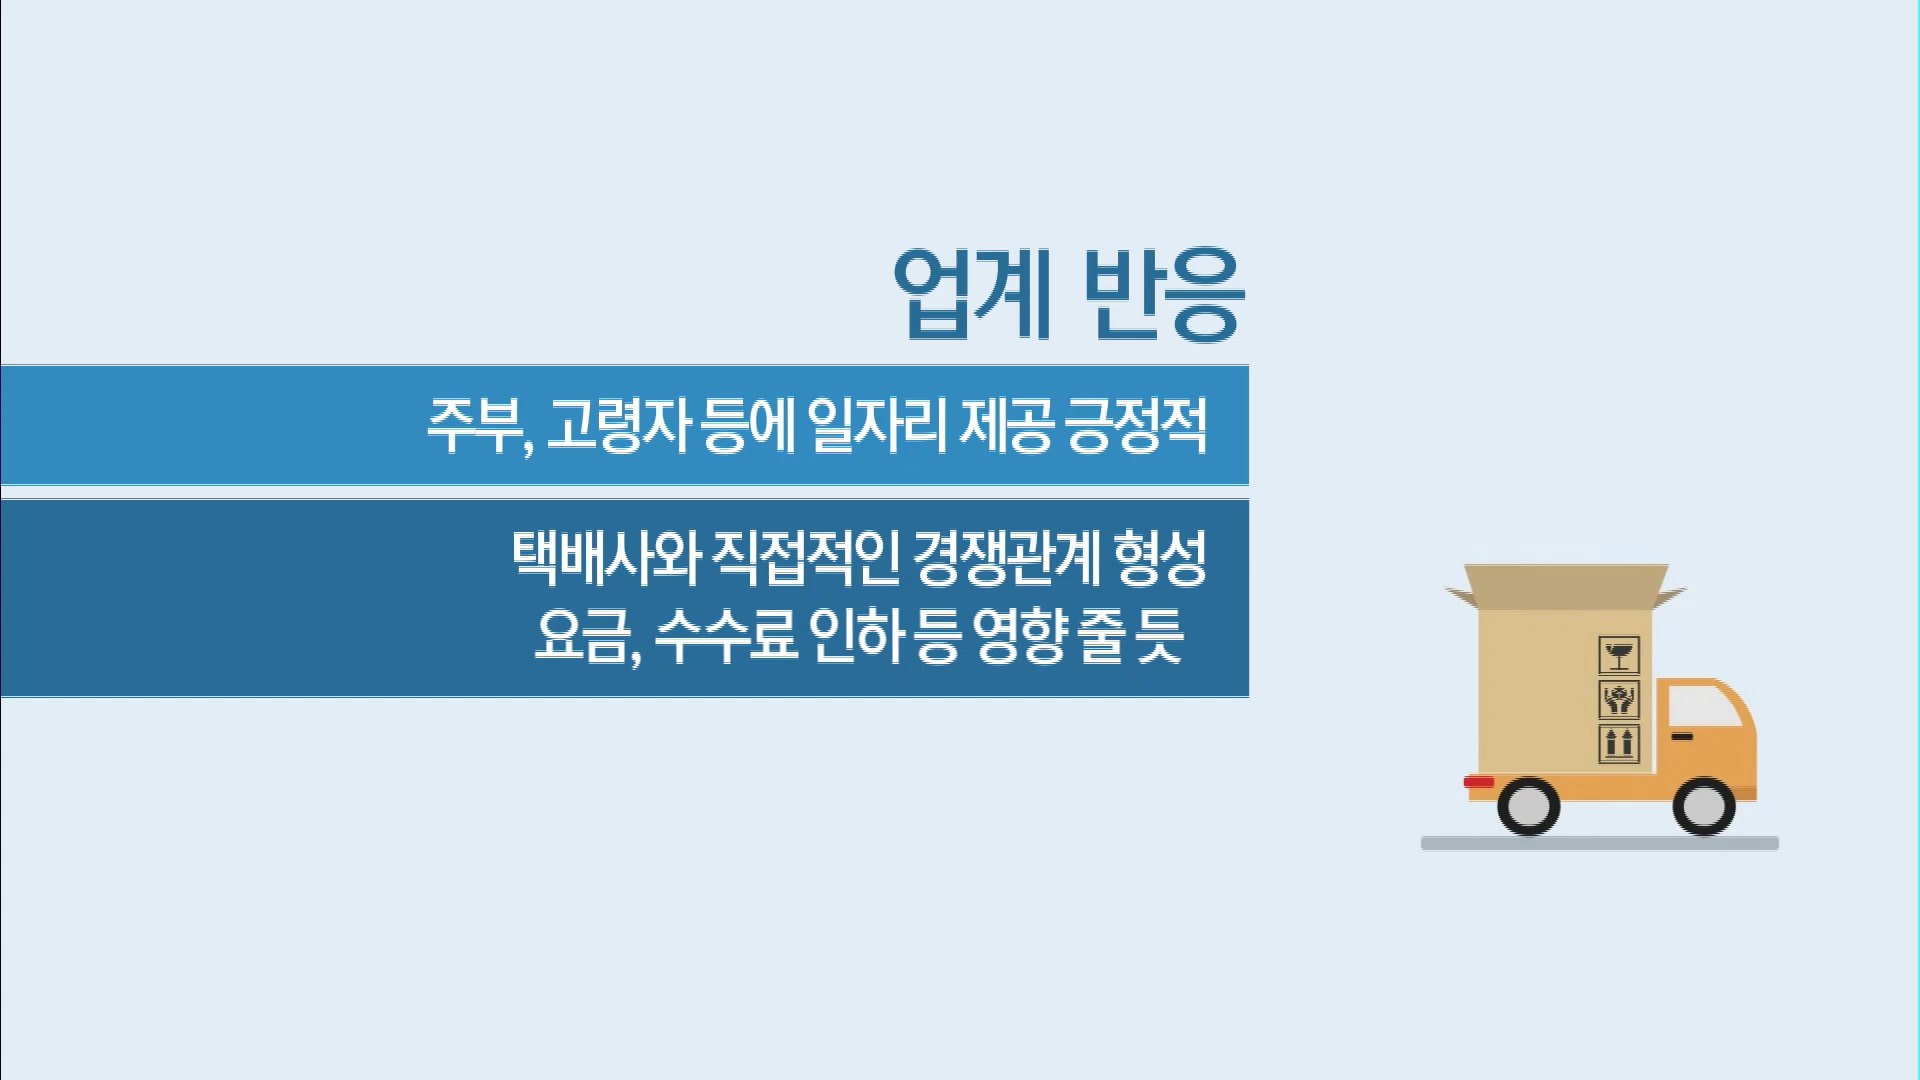 업계 반응
주부, 고령자 등에 일자리 제공 긍정적
택배사와 직접적인 경쟁관계 형성
요금, 수수료 인하 등 영향 줄 듯